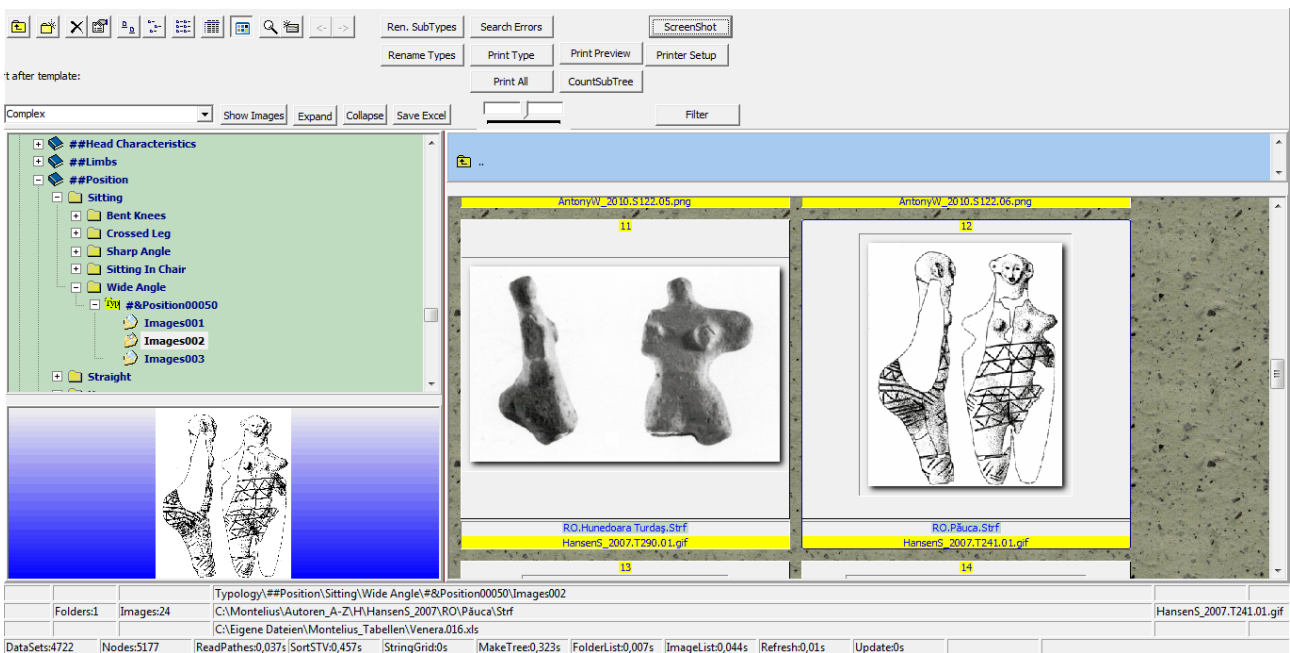 Ren. SubTypes
Search Errors
ScreenShot
Rename Types
Print Type
Print Preview
Printer Setup
rt after template:
Print All
CountSubTree
Complex
Show Images
Expand
Collapse
Save Excel
Filter
##Head Characteristics
##Limbs
##Position
Sitting
Bent Knees
Crossed Leg
Sharp Angle
Sitting In Chair
Wide Angle
Typ #&Position00050
Images001
Images002
Images003
Straight
..
AntonyW_2010.S122.05.png
AntonyW_2010.S122.06.png
11
12
RO.Hunedoara Turdaş.Strf
HansenS_2007.T290.01.gif
RO.Păuca.Strf
HansenS_2007.T241.01.gif
13
14
Typology\##Position\Sitting\Wide Angle\#&Position00050\Images002
Folders:1
Images:24
C:\Montelius\Autoren_A-Z\H\HansenS_2007\RO\Păuca\Strf
HansenS_2007.T241.01.gif
C:\Eigene Dateien\Montelius_Tabellen\Venera.016.xls
DataSets:4722
Nodes:5177
ReadPathes:0,037s
SortSTV:0,457s
StringGrid:0s
MakeTree:0,323s
FolderList:0,007s
ImageList:0,044s
Refresh:0,01s
Update:0s